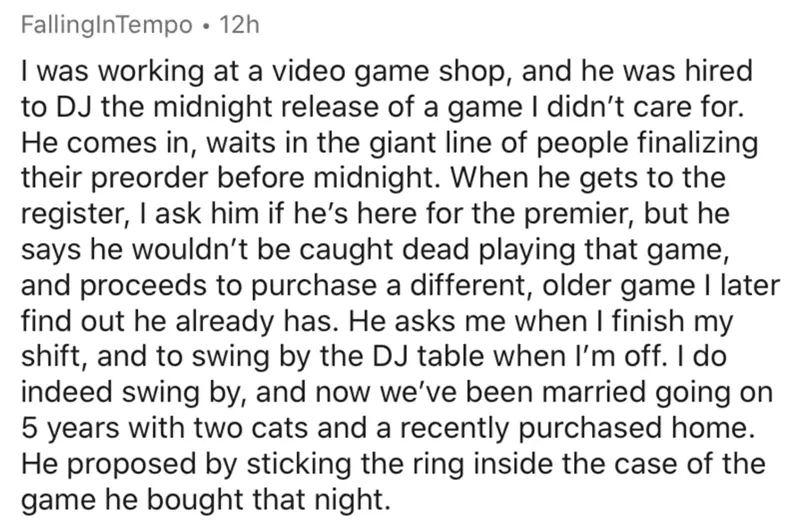 FallingInTempo • 12h
I was working at a video game shop, and he was hired
to DJ the midnight release of a game I didn’t care for.
He comes in, waits in the giant line of people finalizing
their preorder before midnight. When he gets to the
register, I ask him if he’s here for the premier, but he
says he wouldn’t be caught dead playing that game,
and proceeds to purchase a different, older game I later
find out he already has. He asks me when I finish my
shift, and to swing by the DJ table when I’m off. I do
indeed swing by, and now we’ve been married going on
5 years with two cats and a recently purchased home.
He proposed by sticking the ring inside the case of the
game he bought that night.